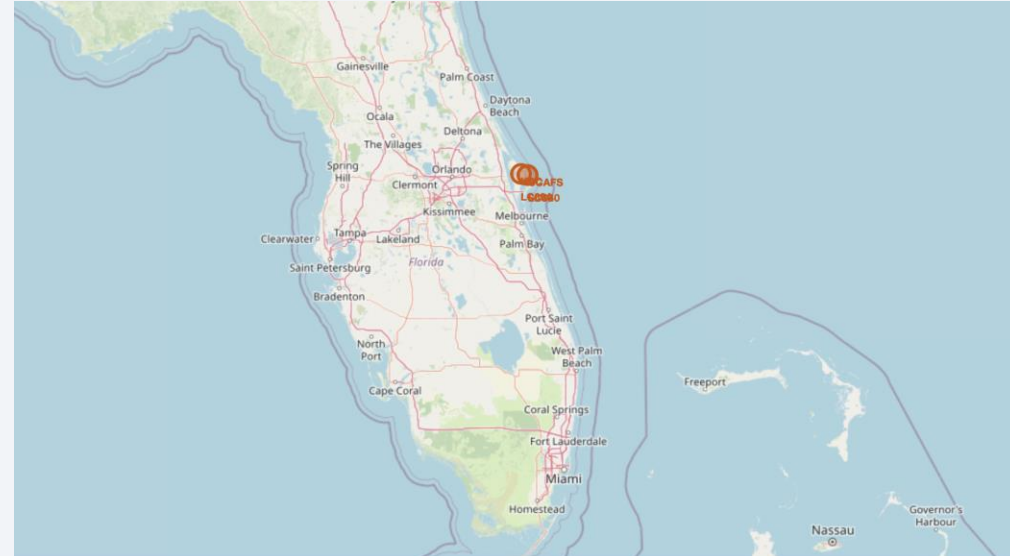 Gainesville
Palm Coast
Daytona
Beach
Ocala
Deltona
The Villages
Spring
Hill
Orlando
Clermont
Kissimmee
Melbourne
Tampa
Clearwater
Lakeland
Palm Bay
Florida
Saint Petersburg
Bradenton
Port Saint
Lucie
North
Port
West Palm
Beach
Cape Coral
Freeport
Coral Springs
Fort Lauderdale
Miami
Homestead
Nassau
Governor's
Harbour